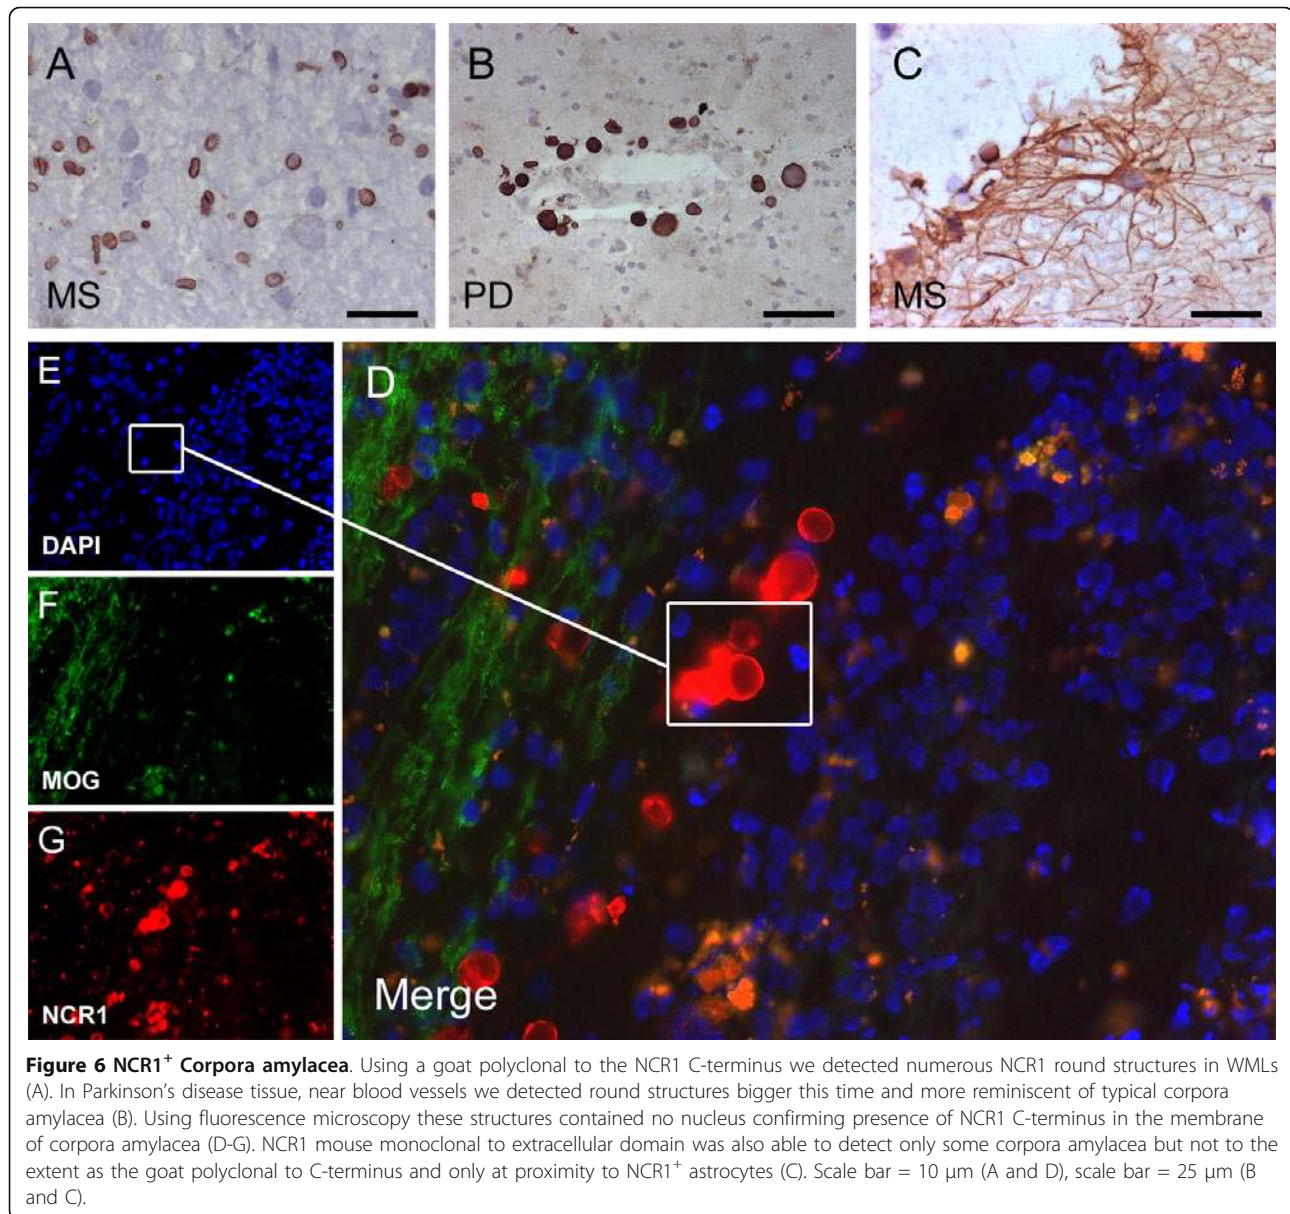 A
B
C
MS
PD
MS
E
D
DAPI
F
MOG
G
NCR1
Merge
Figure 6 NCR1⁺ Corpora amylacea. Using a goat polyclonal to the NCR1 C-terminus we detected numerous NCR1 round structures in WMLs
(A). In Parkinson's disease tissue, near blood vessels we detected round structures bigger this time and more reminiscent of typical corpora
amylacea (B). Using fluorescence microscopy these structures contained no nucleus confirming presence of NCR1 C-terminus in the membrane
of corpora amylacea (D-G). NCR1 mouse monoclonal to extracellular domain was also able to detect only some corpora amylacea but not to the
extent as the goat polyclonal to C-terminus and only at proximity to NCR1⁺ astrocytes (C). Scale bar = 10 μm (A and D), scale bar = 25 μm (B
and C).